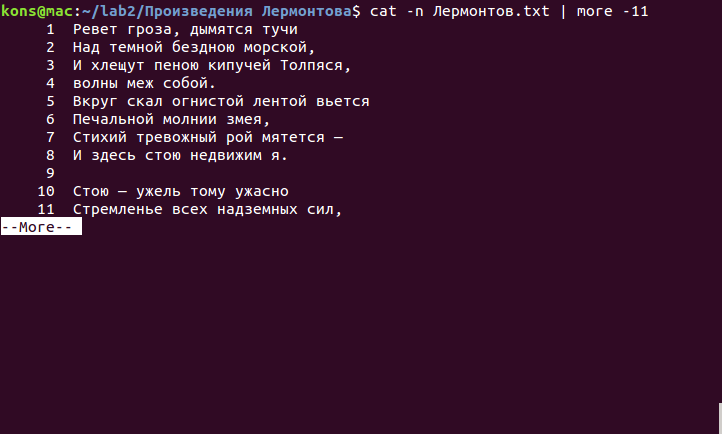 kons@mac:~/lab2/Произведения Лермонтова$ cat -n Лермонтов.txt | more -11
1 Ревет гроза, дымятся тучи
2 Над темной бездною морской,
3 И хлещут пеною кипучей Толпяся,
4 волны меж собой.
5 Вкруг скал огнистой лентой вьется
6 Печальной молнии змея,
7 Стихий тревожный рой мятется —
8 И здесь стою недвижим я.
9
10 Стою — ужель тому ужасно
11 Стремленье всех надземных сил,
--More--